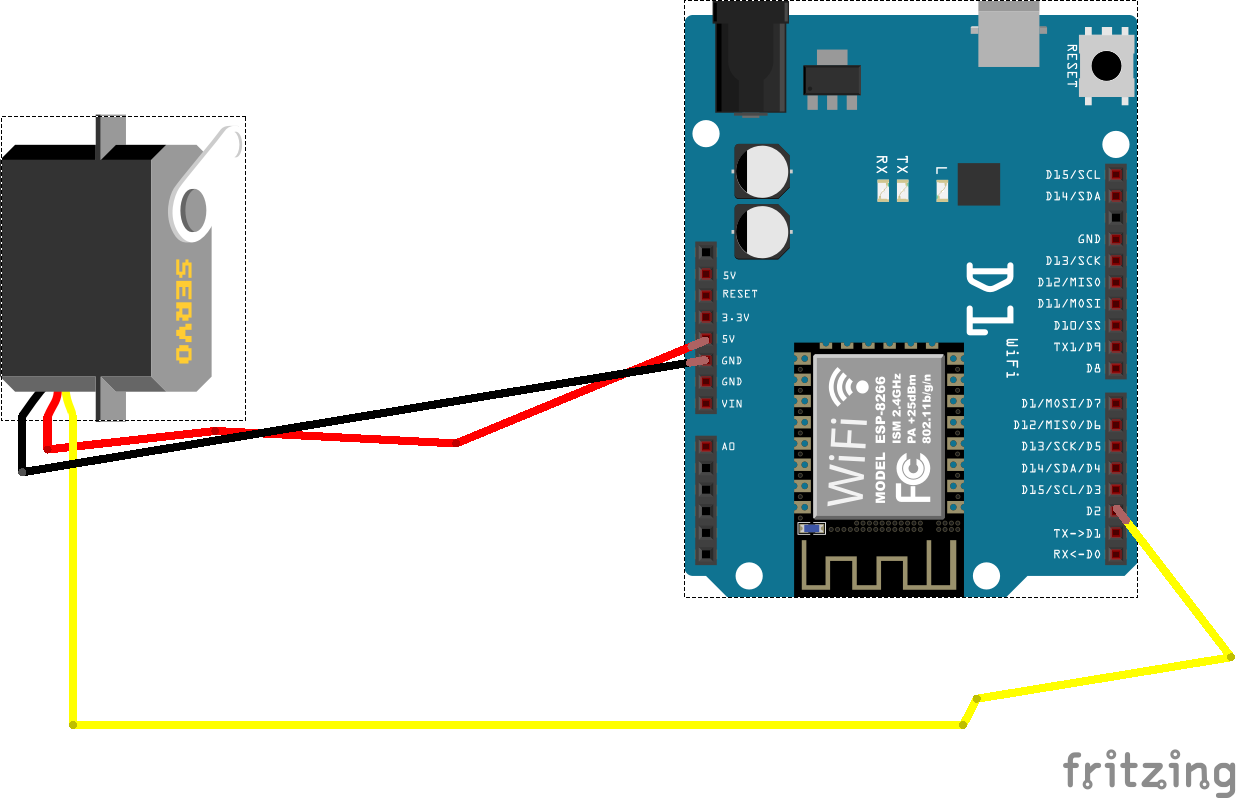 SERVO
RESET
RX
TX
L
D15/SCL
D14/SDA
GND
D13/SCK
D12/MISO
D11/MOSI
D10/SS
TX1/D9
D8
5V
RESET
3.3V
5V
GND
GND
VIN
A0
D1
WiFi
WiFi
MODEL ESP-8266
ISM 2.4GHz
PA +25dBm
802.11b/g/n
FC
D1/MOSI/D7
D12/MISO/D6
D13/SCK/D5
D14/SDA/D4
D15/SCL/D3
D2
TX->D1
RX<-D0
fritzing